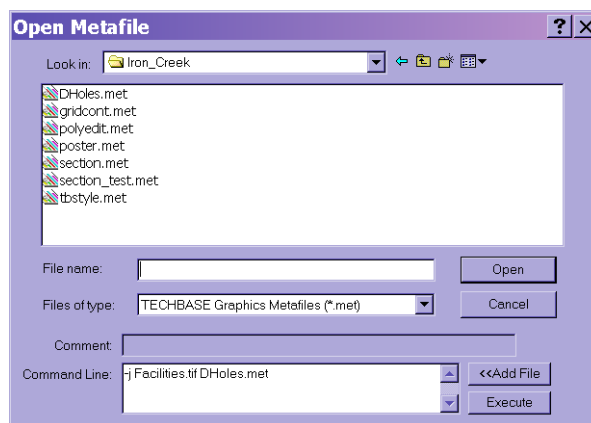 Open Metafile
Look in: Iron_Creek
DHoles.met
gridcont.met
polyedit.met
poster.met
section.met
section_test.met
tbstyle.met
File name: Open
Files of type: TECHBASE Graphics Metafiles (*.met) Cancel
Comment:
Command Line: -j Facilities.tif DHoles.met <<Add File
Execute